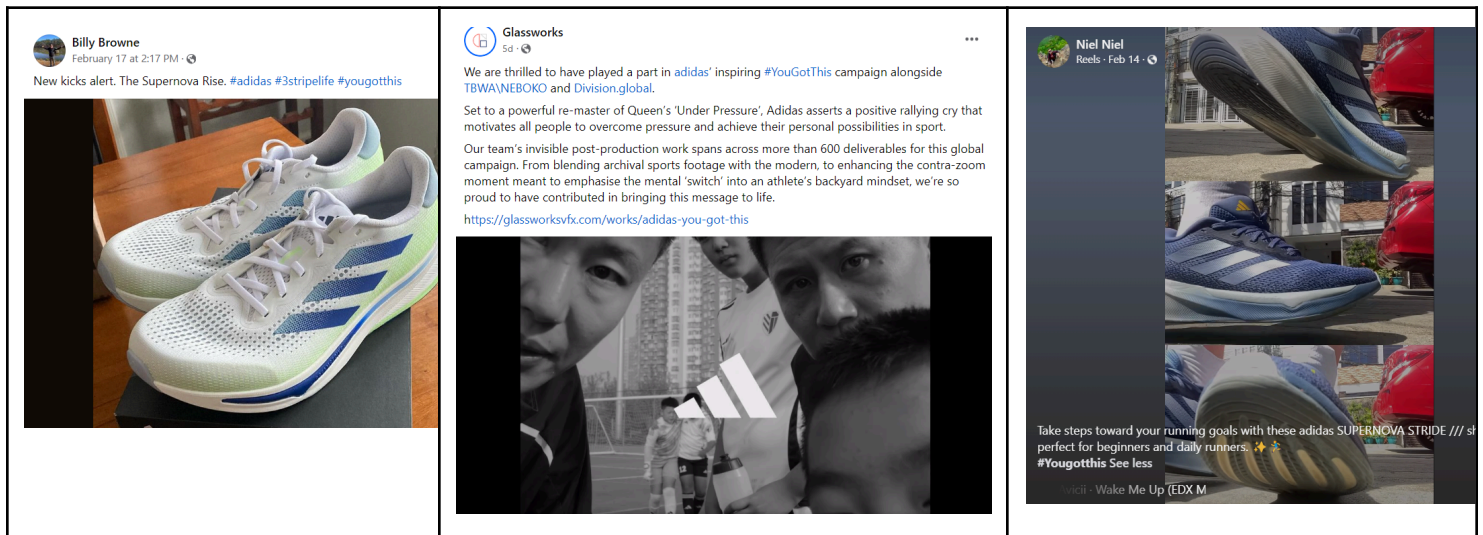 Billy Browne
February 17 at 2:17 PM ·
New kicks alert. The Supernova Rise. #adidas #3stripelife #yougotthis
Glassworks
5d ·
We are thrilled to have played a part in adidas' inspiring #YouGotThis campaign alongside
TBWA\NEBOKO and Division.global.
Set to a powerful re-master of Queen's 'Under Pressure', Adidas asserts a positive rallying cry that
motivates all people to overcome pressure and achieve their personal possibilities in sport.
Our team's invisible post-production work spans across more than 600 deliverables for this global
campaign. From blending archival sports footage with the modern, to enhancing the contra-zoom
moment meant to emphasise the mental 'switch' into an athlete's backyard mindset, we're so
proud to have contributed in bringing this message to life.
https://glassworksvfx.com/works/adidas-you-got-this
Niel Niel
Reels · Feb 14 ·
Take steps toward your running goals with these adidas SUPERNOVA STRIDE ///
perfect for beginners and daily runners. ✨🏃
#Yougotthis See less
· Wake Me Up (EDX M